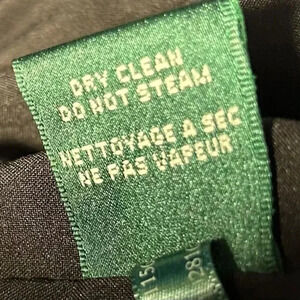 DRY CLEAN
DO NOT STEAM
NETTOYAGE A SEC
NE PAS VAPEUR